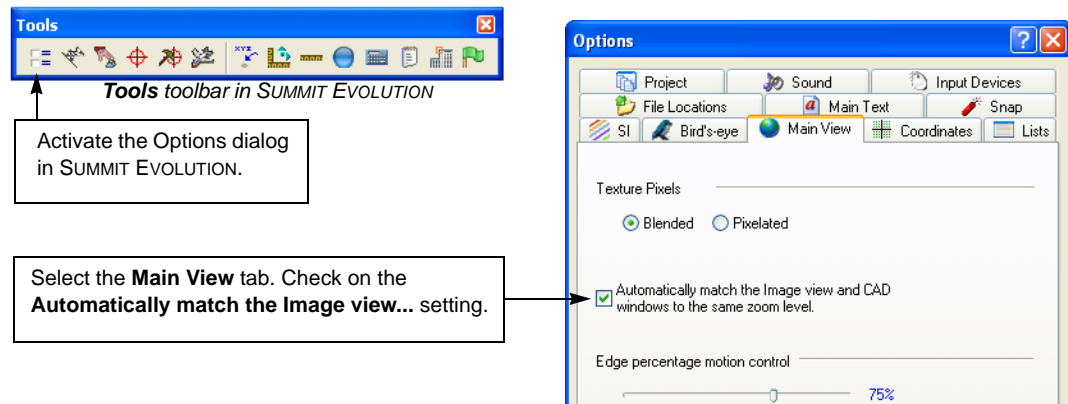 Tools
XYZ
Tools toolbar in SUMMIT EVOLUTION
Activate the Options dialog
in SUMMIT EVOLUTION.
Select the Main View tab. Check on the
Automatically match the Image view... setting.
Options
Project Sound Input Devices
File Locations Main Text Snap
SI Bird's-eye Main View Coordinates Lists
Texture Pixels
Blended Pixelated
Automatically match the Image view and CAD
windows to the same zoom level.
Edge percentage motion control
75%